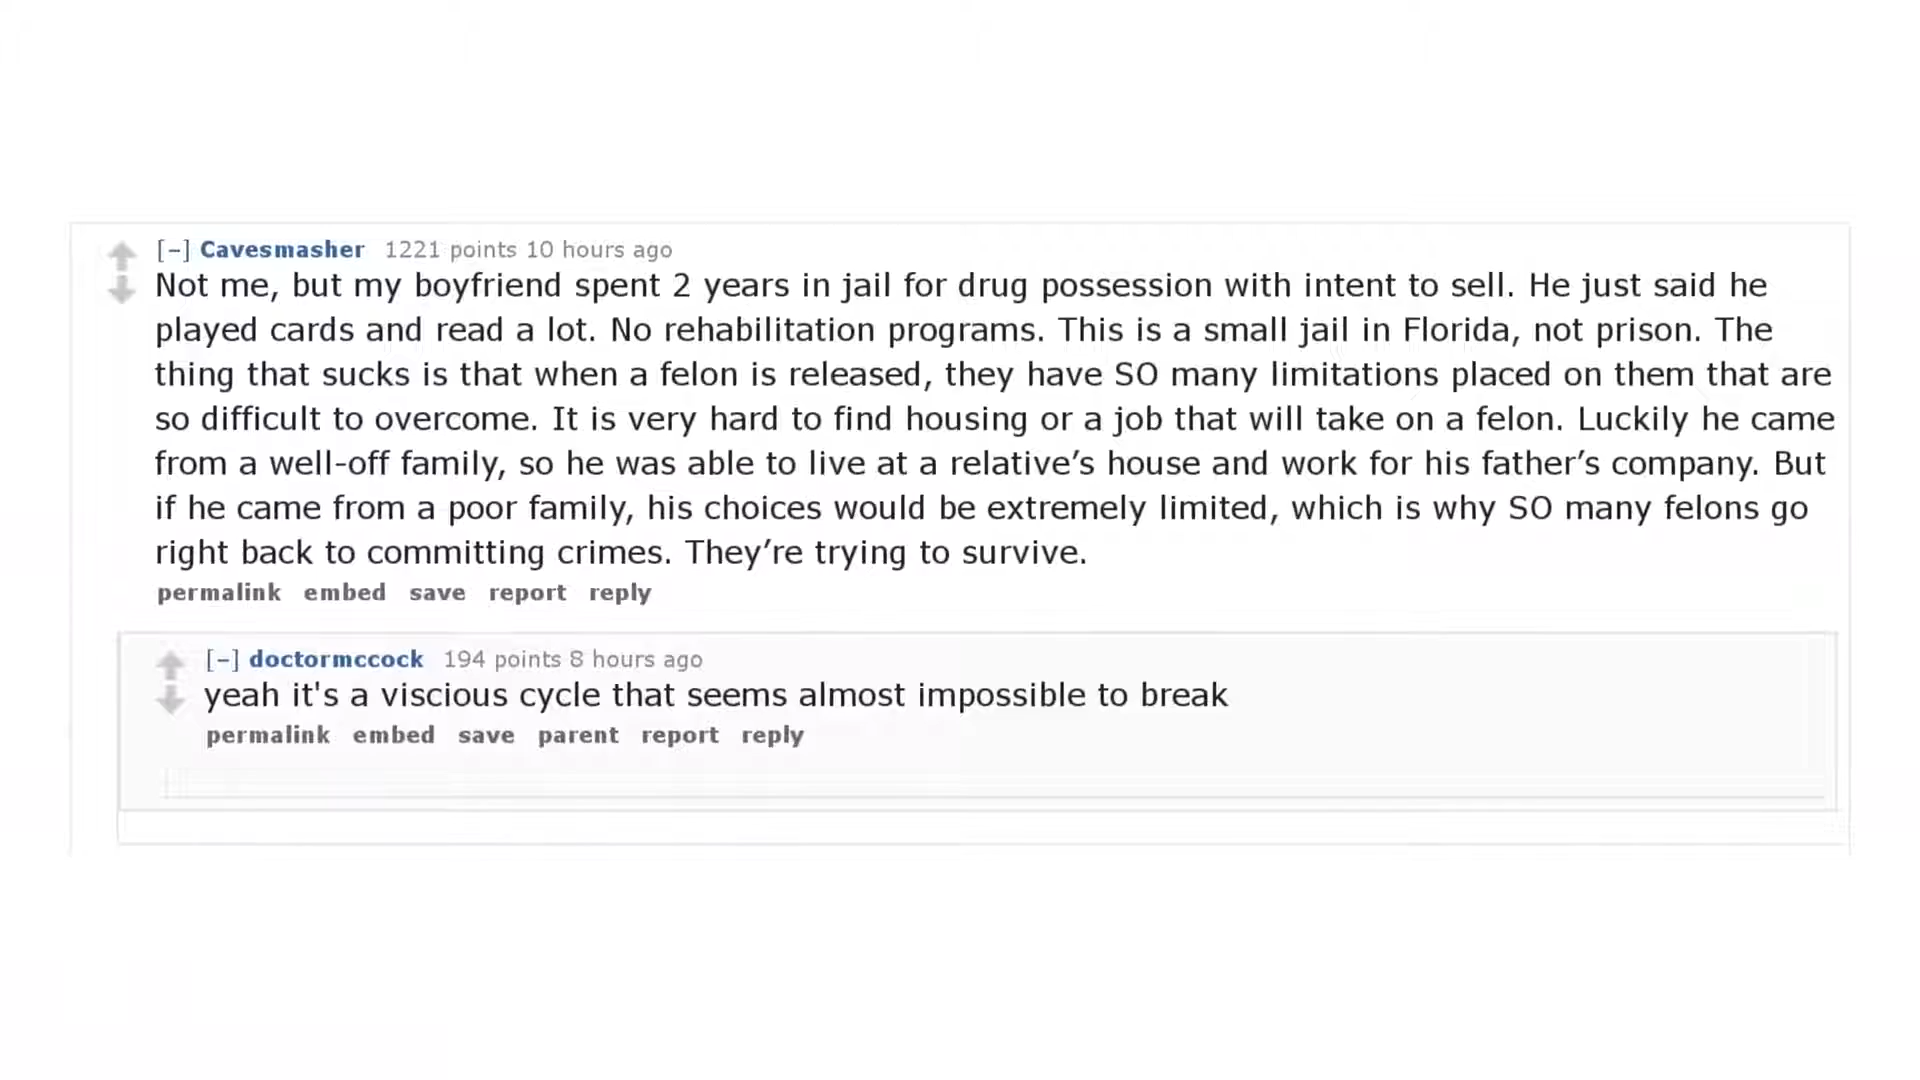 [–] Cavesmasher 1221 points 10 hours ago
Not me, but my boyfriend spent 2 years in jail for drug possession with intent to sell. He just said he
played cards and read a lot. No rehabilitation programs. This is a small jail in Florida, not prison. The
thing that sucks is that when a felon is released, they have SO many limitations placed on them that are
so difficult to overcome. It is very hard to find housing or a job that will take on a felon. Luckily he came
from a well-off family, so he was able to live at a relative’s house and work for his father’s company. But
if he came from a poor family, his choices would be extremely limited, which is why SO many felons go
right back to committing crimes. They’re trying to survive.
permalink embed save report reply
[–] doctormccock 194 points 8 hours ago
yeah it's a viscious cycle that seems almost impossible to break
permalink embed save parent report reply